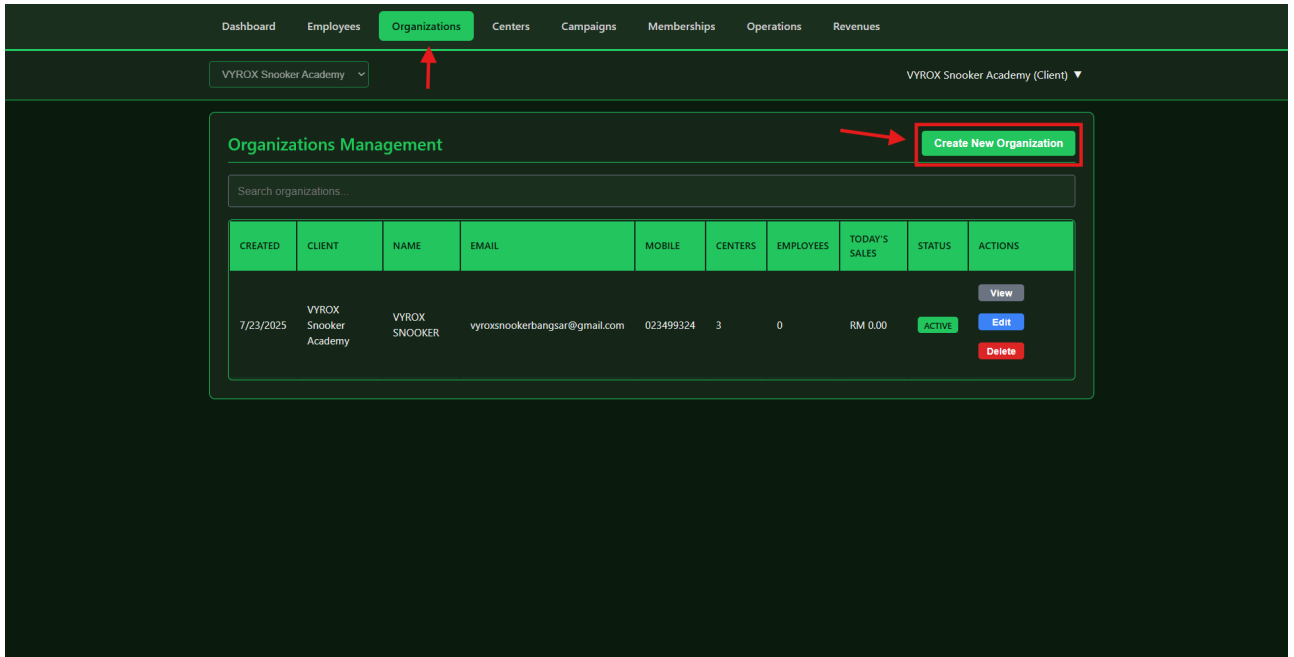 Dashboard Employees Organizations Centers Campaigns Memberships Operations Revenues
VYROX Snooker Academy VYROX Snooker Academy (Client) ▼
Organizations Management Create New Organization
Search organizations...
CREATED CLIENT NAME EMAIL MOBILE CENTERS EMPLOYEES TODAY'S SALES STATUS ACTIONS
7/23/2025 VYROX Snooker Academy VYROX SNOOKER vyroxsnookerbangsar@gmail.com 023499324 3 0 RM 0.00 ACTIVE
View
Edit
Delete